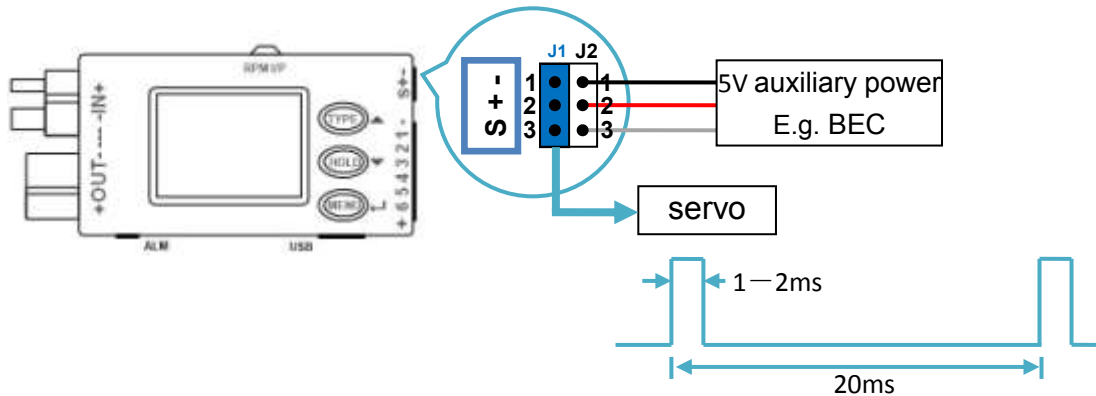 RPM I/P
+OUT- --- -IN+
S+-
TYPE
HOLD
MENU
+ 6 5 4 3 2 1 -
ALM
USB
S + -
J1 J2
1
2
3
1
2
3
5V auxiliary power
E.g. BEC
servo
1－2ms
20ms